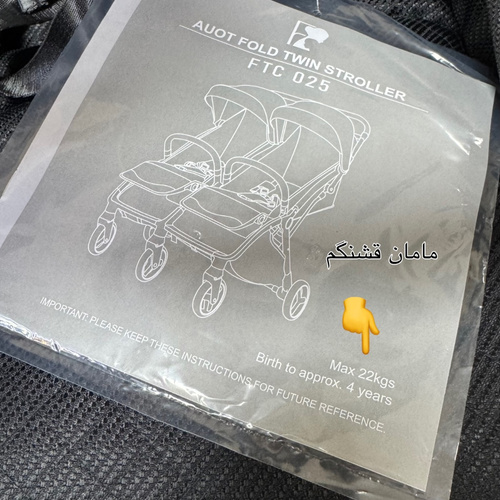 AUOT FOLD TWIN STROLLER
FTC 025
مامان قشنگم
Max 22kgs
Birth to approx. 4 years
IMPORTANT: PLEASE KEEP THESE INSTRUCTIONS FOR FUTURE REFERENCE.